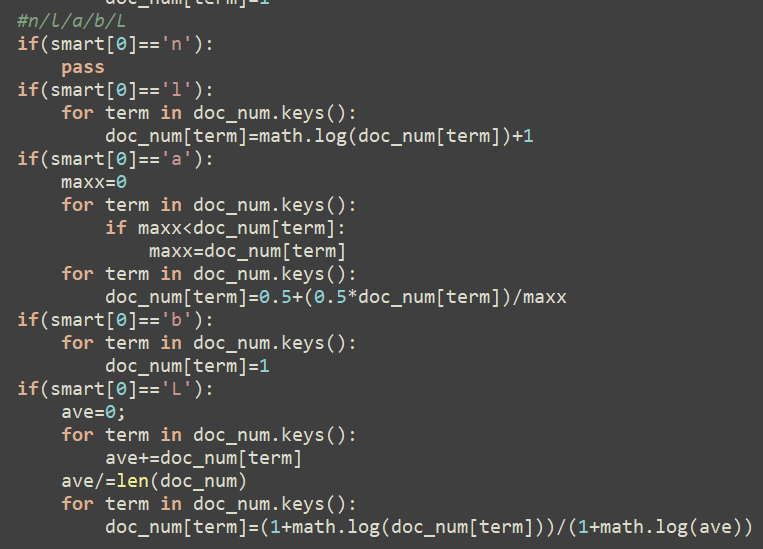 doc_num[term]=1
#n/l/a/b/L
if(smart[0]=='n'):
    pass
if(smart[0]=='l'):
    for term in doc_num.keys():
        doc_num[term]=math.log(doc_num[term])+1
if(smart[0]=='a'):
    maxx=0
    for term in doc_num.keys():
        if maxx<doc_num[term]:
            maxx=doc_num[term]
    for term in doc_num.keys():
        doc_num[term]=0.5+(0.5*doc_num[term])/maxx
if(smart[0]=='b'):
    for term in doc_num.keys():
        doc_num[term]=1
if(smart[0]=='L'):
    ave=0;
    for term in doc_num.keys():
        ave+=doc_num[term]
    ave/=len(doc_num)
    for term in doc_num.keys():
        doc_num[term]=(1+math.log(doc_num[term]))/(1+math.log(ave))